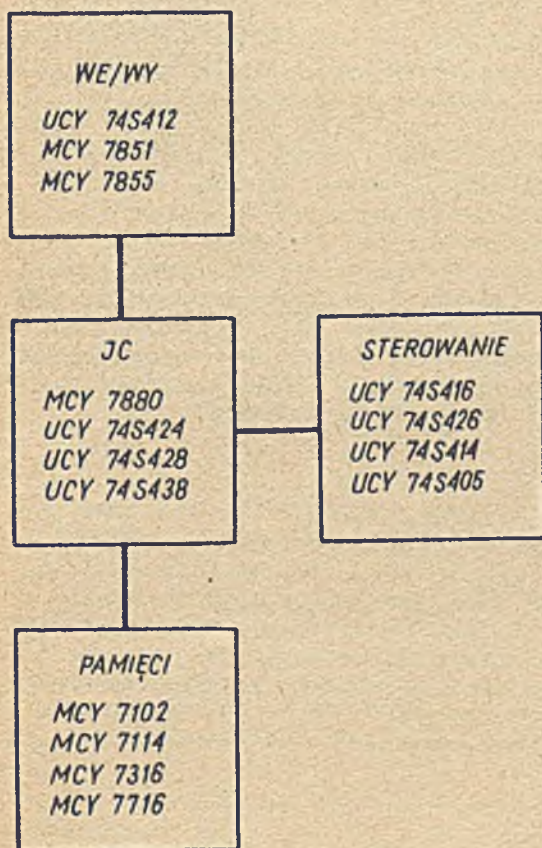 WE/WY
UCY 74S412
MCY 7851
MCY 7855
JC
MCY 7880
UCY 74S424
UCY 74S428
UCY 74S438
STEROWANIE
UCY 74S416
UCY 74S426
UCY 74S414
UCY 74S405
PAMIĘCI
MCY 7102
MCY 7114
MCY 7316
MCY 7716